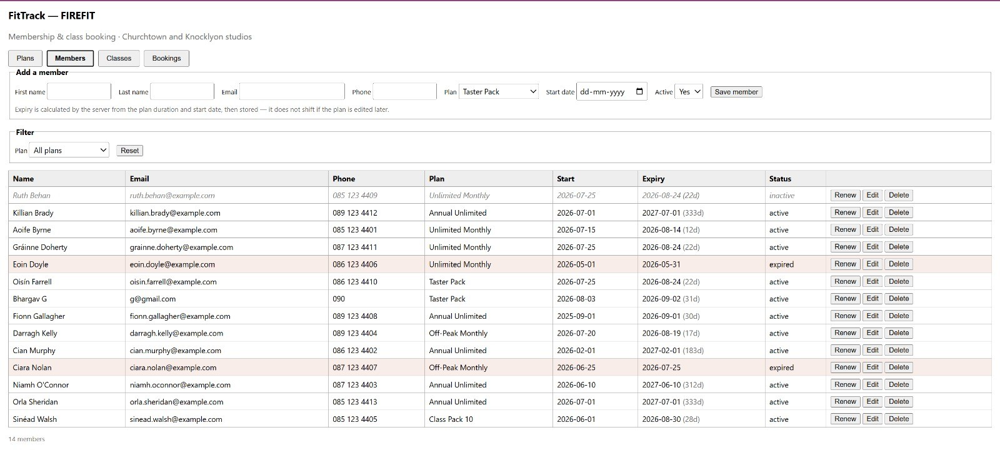 FitTrack — FIREFIT
Membership & class booking · Churchtown and Knocklyon studios
Plans Members Classes Bookings
Add a member
First name Last name Email Phone Plan Taster Pack Start date dd-mm-yyyy Active Yes Save member
Expiry is calculated by the server from the plan duration and start date, then stored — it does not shift if the plan is edited later.
Filter
Plan All plans Reset
Name Email Phone Plan Start Expiry Status
Ruth Behan ruth.behan@example.com 085 123 4409 Unlimited Monthly 2026-07-25 2026-08-24 (22d) inactive Renew Edit Delete
Killian Brady killian.brady@example.com 089 123 4412 Annual Unlimited 2026-07-01 2027-07-01 (333d) active Renew Edit Delete
Aoife Byrne aoife.byrne@example.com 085 123 4401 Unlimited Monthly 2026-07-15 2026-08-14 (12d) active Renew Edit Delete
Gráinne Doherty grainne.doherty@example.com 087 123 4411 Unlimited Monthly 2026-07-25 2026-08-24 (22d) active Renew Edit Delete
Eoin Doyle eoin.doyle@example.com 086 123 4406 Unlimited Monthly 2026-05-01 2026-05-31 expired Renew Edit Delete
Oisín Farrell oisin.farrell@example.com 086 123 4410 Taster Pack 2026-07-25 2026-08-24 (22d) active Renew Edit Delete
Bhargav G g@gmail.com 090 Taster Pack 2026-08-03 2026-09-02 (31d) active Renew Edit Delete
Fionn Gallagher fionn.gallagher@example.com 089 123 4408 Annual Unlimited 2025-09-01 2026-09-01 (30d) active Renew Edit Delete
Darragh Kelly darragh.kelly@example.com 089 123 4404 Off-Peak Monthly 2026-07-20 2026-08-19 (17d) active Renew Edit Delete
Cian Murphy cian.murphy@example.com 086 123 4402 Annual Unlimited 2026-02-01 2027-02-01 (183d) active Renew Edit Delete
Ciara Nolan ciara.nolan@example.com 087 123 4407 Off-Peak Monthly 2026-06-25 2026-07-25 expired Renew Edit Delete
Niamh O'Connor niamh.oconnor@example.com 087 123 4403 Annual Unlimited 2026-06-10 2027-06-10 (312d) active Renew Edit Delete
Orla Sheridan orla.sheridan@example.com 085 123 4413 Annual Unlimited 2026-07-01 2027-07-01 (333d) active Renew Edit Delete
Sinéad Walsh sinead.walsh@example.com 085 123 4405 Class Pack 10 2026-06-01 2026-08-30 (28d) active Renew Edit Delete
14 members